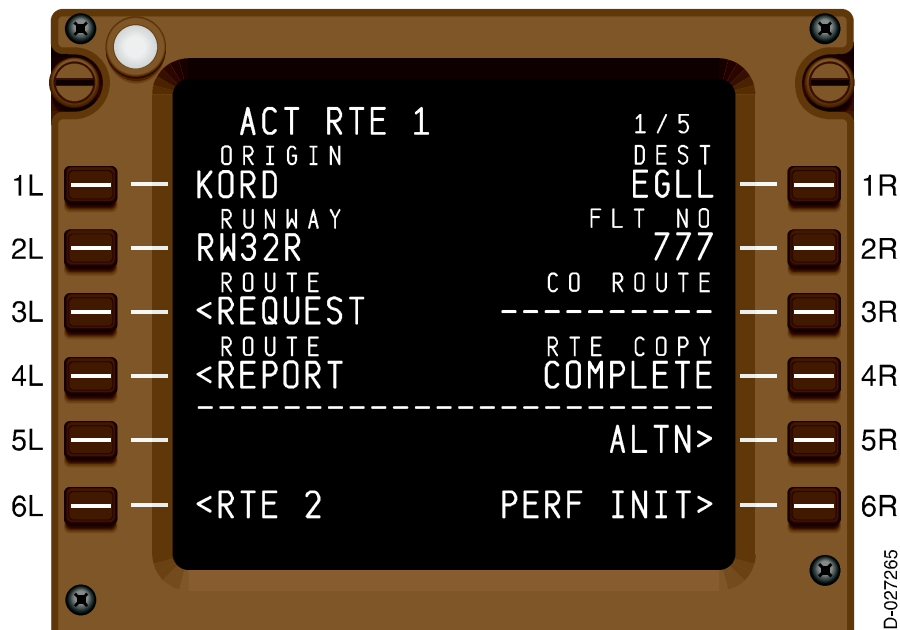 ACT RTE 1 1/5
ORIGIN DEST
1L KORD EGLL 1R
RUNWAY FLT NO
2L RW32R 777 2R
ROUTE CO ROUTE
3L <REQUEST ---------- 3R
ROUTE RTE COPY
4L <REPORT COMPLETE 4R
-------------------------
5L ALTN> 5R
6L <RTE 2 PERF INIT> 6R
D-027265